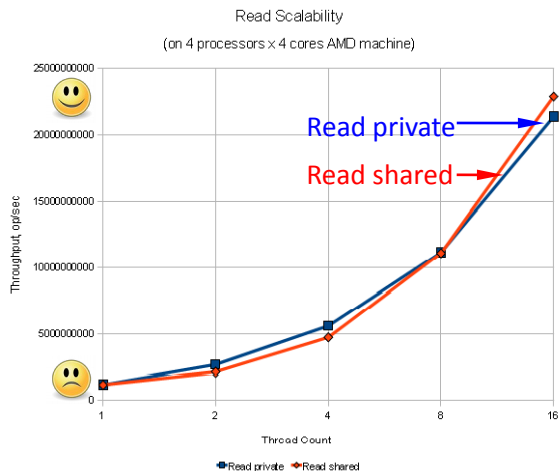 Read Scalability
(on 4 processors x 4 cores AMD machine)
25000000000
20000000000
15000000000
10000000000
5000000000
0
Throughput, op/sec
Read private
Read shared
1 2 4 8 16
Thread Count
Read private Read shared